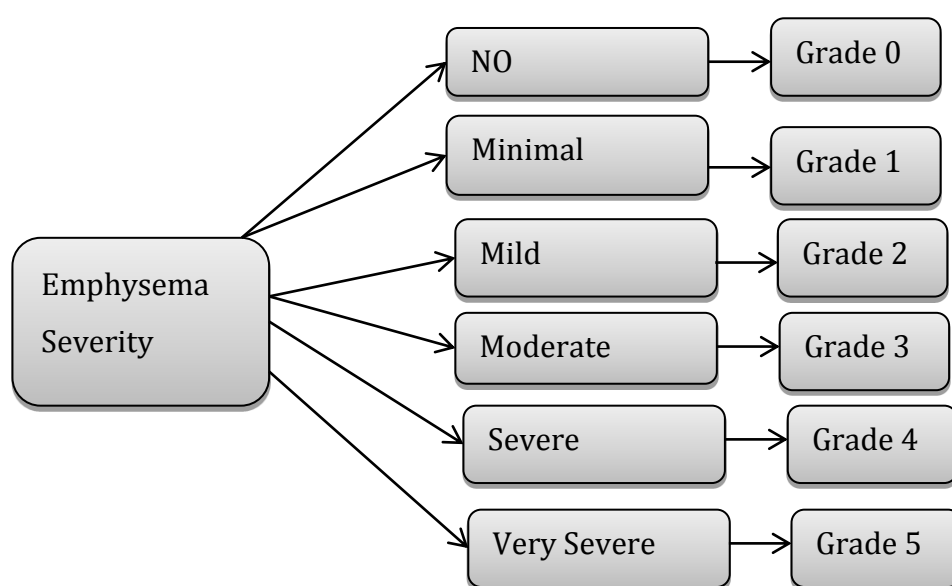 NO
Grade 0
Minimal
Grade 1
Emphysema
Severity
Mild
Grade 2
Moderate
Grade 3
Severe
Grade 4
Very Severe
Grade 5